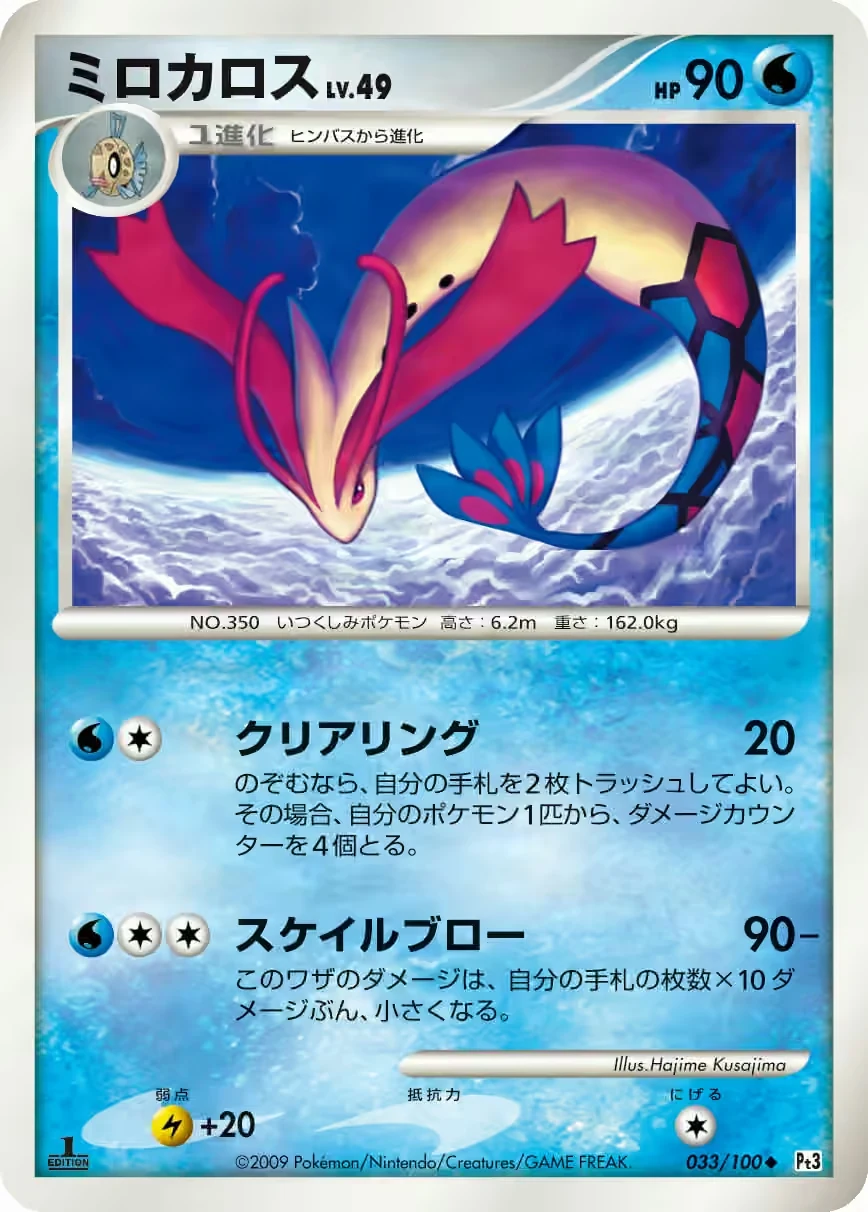 ミロカロス LV.49 HP 90
1進化 ヒンバスから進化
NO.350 いつくしみポケモン 高さ：6.2m 重さ：162.0kg
クリアリング 20
のぞむなら、自分の手札を2枚トラッシュしてよい。
その場合、自分のポケモン1匹から、ダメージカウン
ターを4個とる。
スケイルブロー 90−
このワザのダメージは、自分の手札の枚数×10ダ
メージぶん、小さくなる。
Illus.Hajime Kusajima
弱点 抵抗力 にげる
+20
1 EDITION
©2009 Pokémon/Nintendo/Creatures/GAME FREAK. 033/100 Pt3